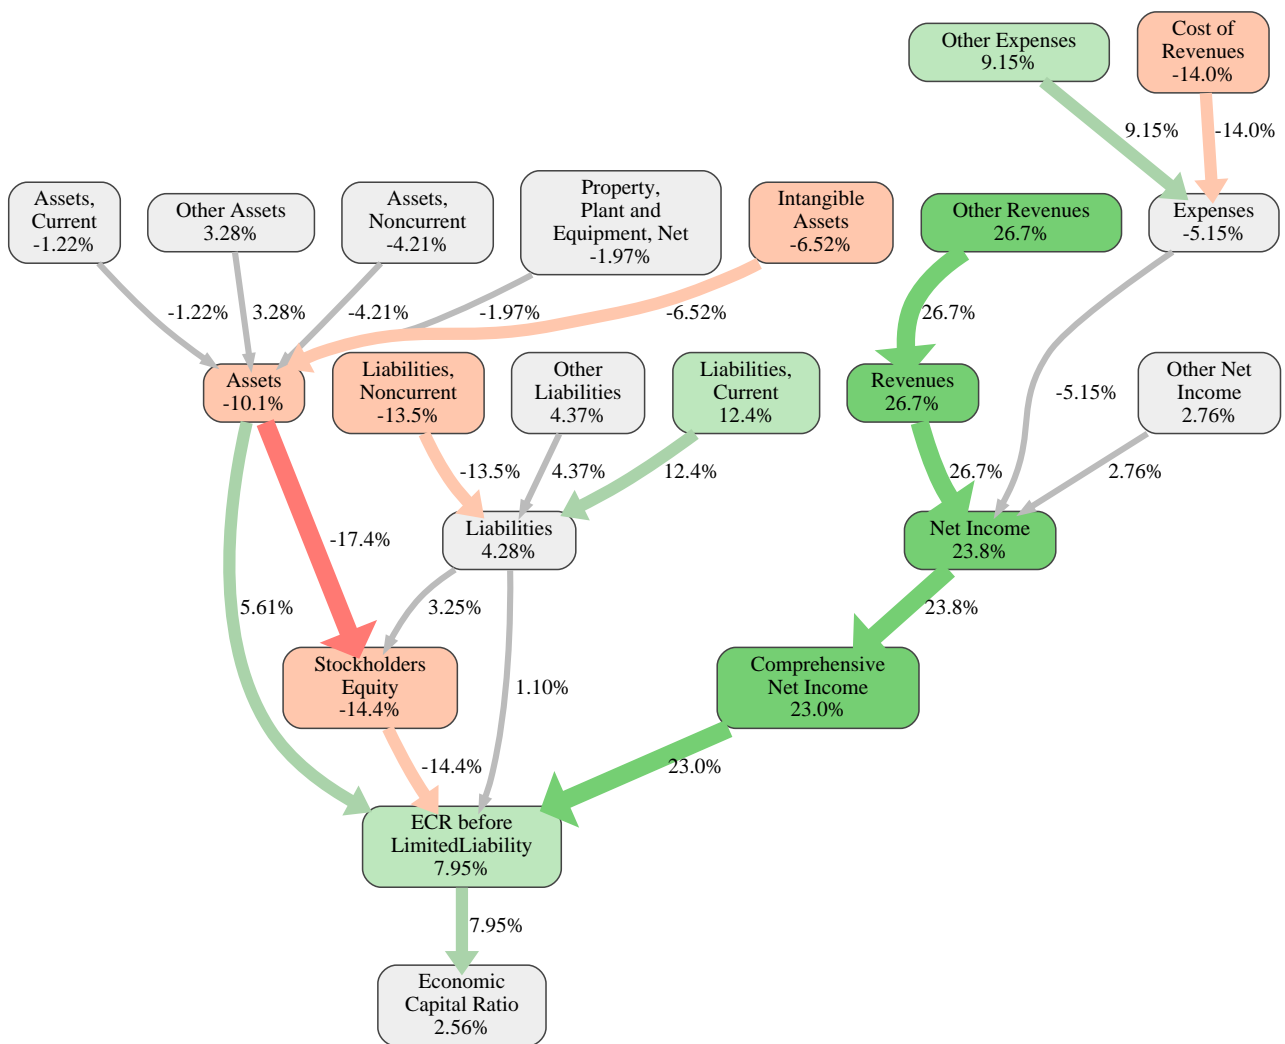 Other Expenses
9.15%
Cost of
Revenues
-14.0%
9.15%
-14.0%
Assets,
Current
-1.22%
Other Assets
3.28%
Assets,
Noncurrent
-4.21%
Property,
Plant and
Equipment, Net
-1.97%
Intangible
Assets
-6.52%
Other Revenues
26.7%
Expenses
-5.15%
-1.22%
3.28%
-4.21%
-1.97%
-6.52%
26.7%
Assets
-10.1%
Liabilities,
Noncurrent
-13.5%
Other
Liabilities
4.37%
Liabilities,
Current
12.4%
Revenues
26.7%
-5.15%
Other Net
Income
2.76%
-13.5%
4.37%
12.4%
26.7%
2.76%
-17.4%
Liabilities
4.28%
Net Income
23.8%
5.61%
3.25%
23.8%
Stockholders
Equity
-14.4%
1.10%
Comprehensive
Net Income
23.0%
-14.4%
23.0%
ECR before
LimitedLiability
7.95%
7.95%
Economic
Capital Ratio
2.56%